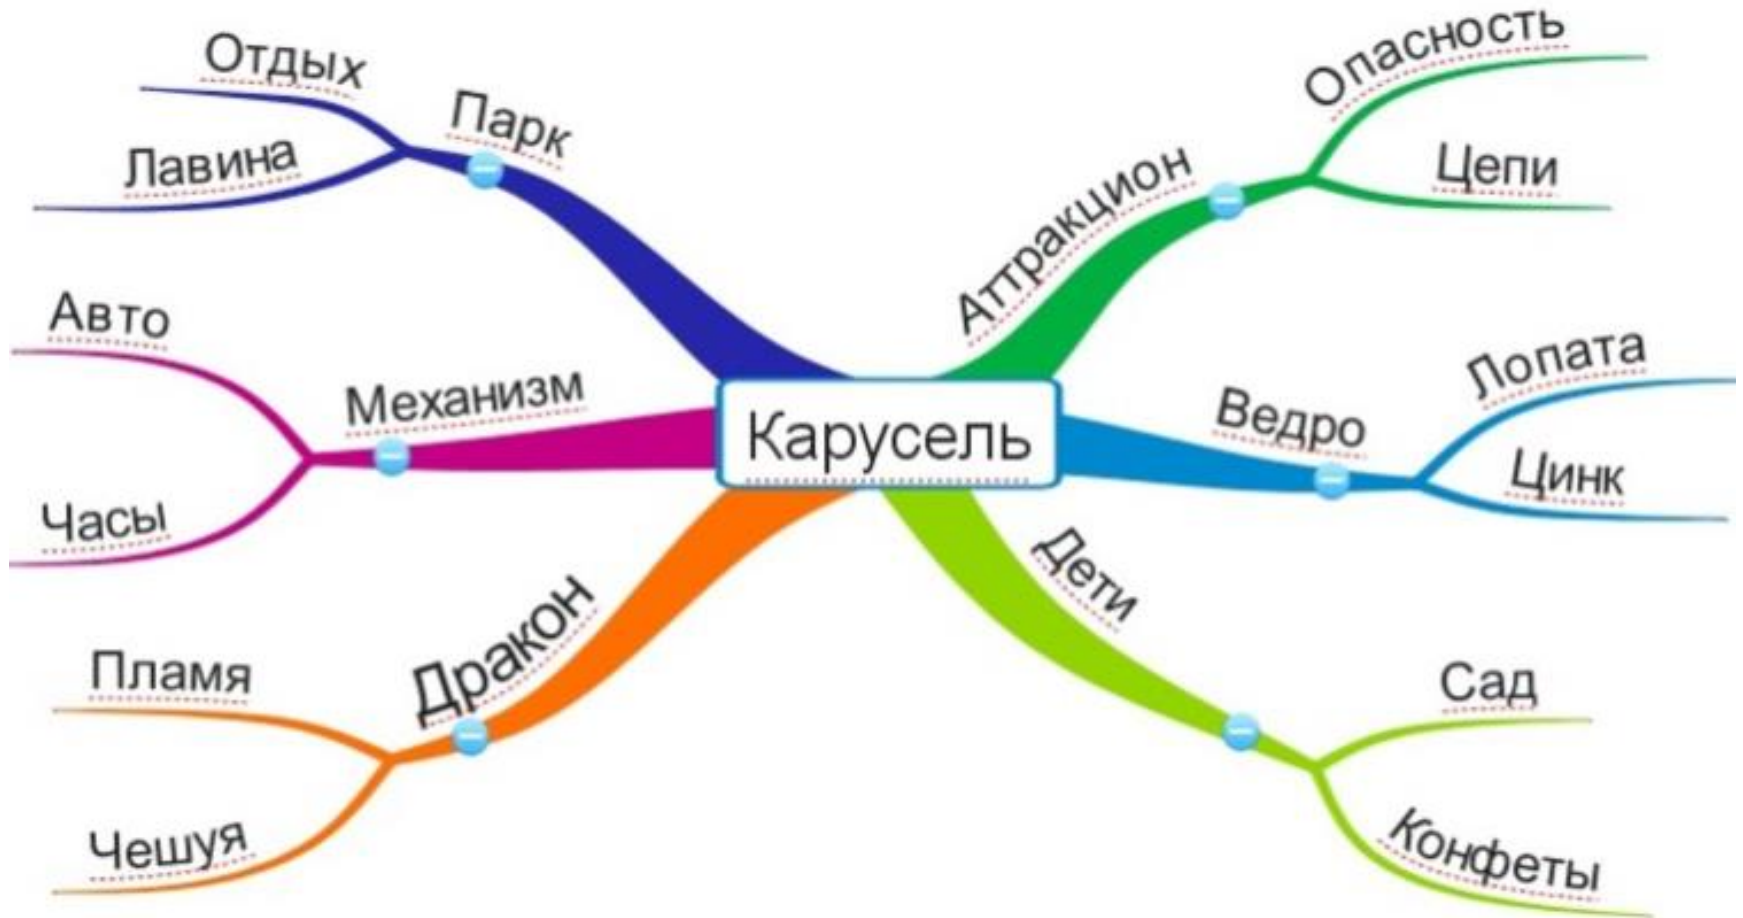 Карусель
Парк
Отдых
Лавина
Механизм
Авто
Часы
Дракон
Пламя
Чешуя
Аттракцион
Опасность
Цепи
Ведро
Лопата
Цинк
Дети
Сад
Конфеты